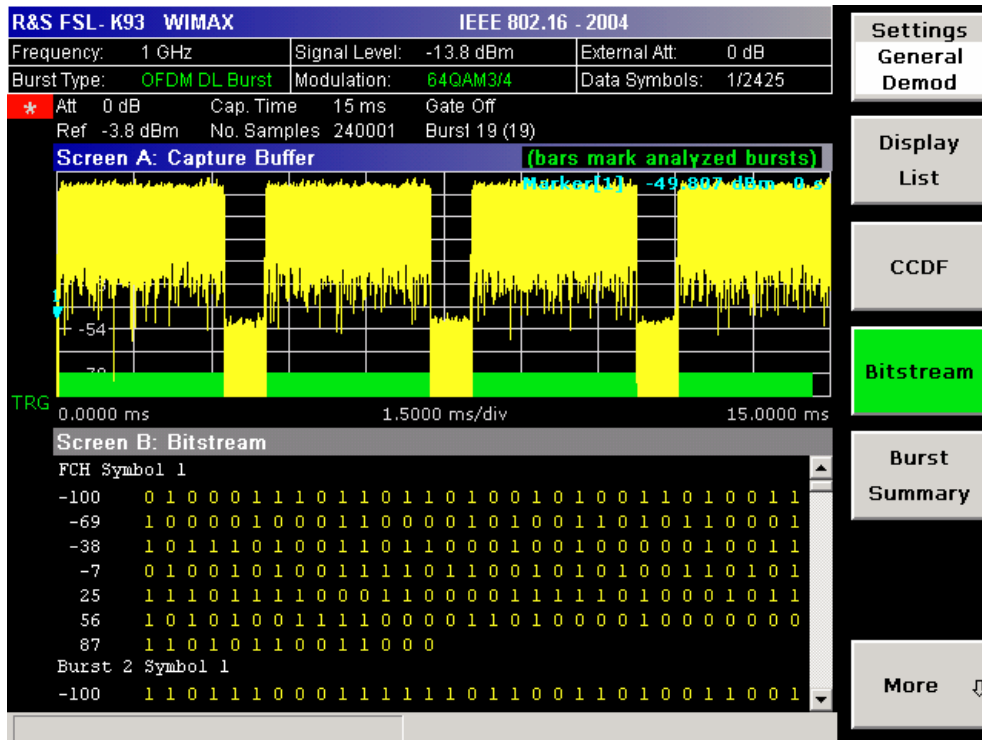 R&S FSL-K93 WIMAX IEEE 802.16 - 2004
Frequency: 1 GHz Signal Level: -13.8 dBm External Att: 0 dB
Burst Type: OFDM DL Burst Modulation: 64QAM3/4 Data Symbols: 1/2425
* Att 0 dB Cap. Time 15 ms Gate Off
Ref -3.8 dBm No. Samples 240001 Burst 19 (19)
Screen A: Capture Buffer (bars mark analyzed bursts)
Marker[1] -49.807 dBm 0 s
1
-54
TRG
0.0000 ms 1.5000 ms/div 15.0000 ms
Screen B: Bitstream
FCH Symbol 1
-100 0 1 0 0 0 1 1 1 0 1 1 0 1 1 0 1 0 0 1 0 1 0 0 1 1 0 1 0 0 1 1
-69 1 0 0 0 0 1 0 0 0 1 1 0 0 0 0 1 0 1 0 0 1 1 0 1 0 1 1 0 0 0 1
-38 1 0 1 1 1 0 1 0 0 1 1 0 1 1 0 0 0 1 0 0 1 0 0 0 0 0 1 0 0 1 1
-7 0 1 0 0 1 0 1 0 0 1 1 1 1 0 1 1 0 0 1 0 1 0 1 0 0 1 1 0 1 0 1
25 1 1 1 0 1 1 1 0 0 0 1 1 0 0 0 0 0 1 1 1 1 1 0 1 0 0 0 1 0 1 1
56 1 0 1 0 1 0 0 1 1 1 1 0 0 0 0 1 1 0 1 0 0 0 0 1 0 0 0 0 0 0 0
87 1 1 0 1 0 1 1 0 0 1 1 0 0 0
Burst 2 Symbol 1
-100 1 1 0 1 1 1 0 0 0 1 1 1 1 1 1 0 1 1 0 0 1 1 0 1 0 0 1 1 0 0 1
Settings
General
Demod
Display
List
CCDF
Bitstream
Burst
Summary
More